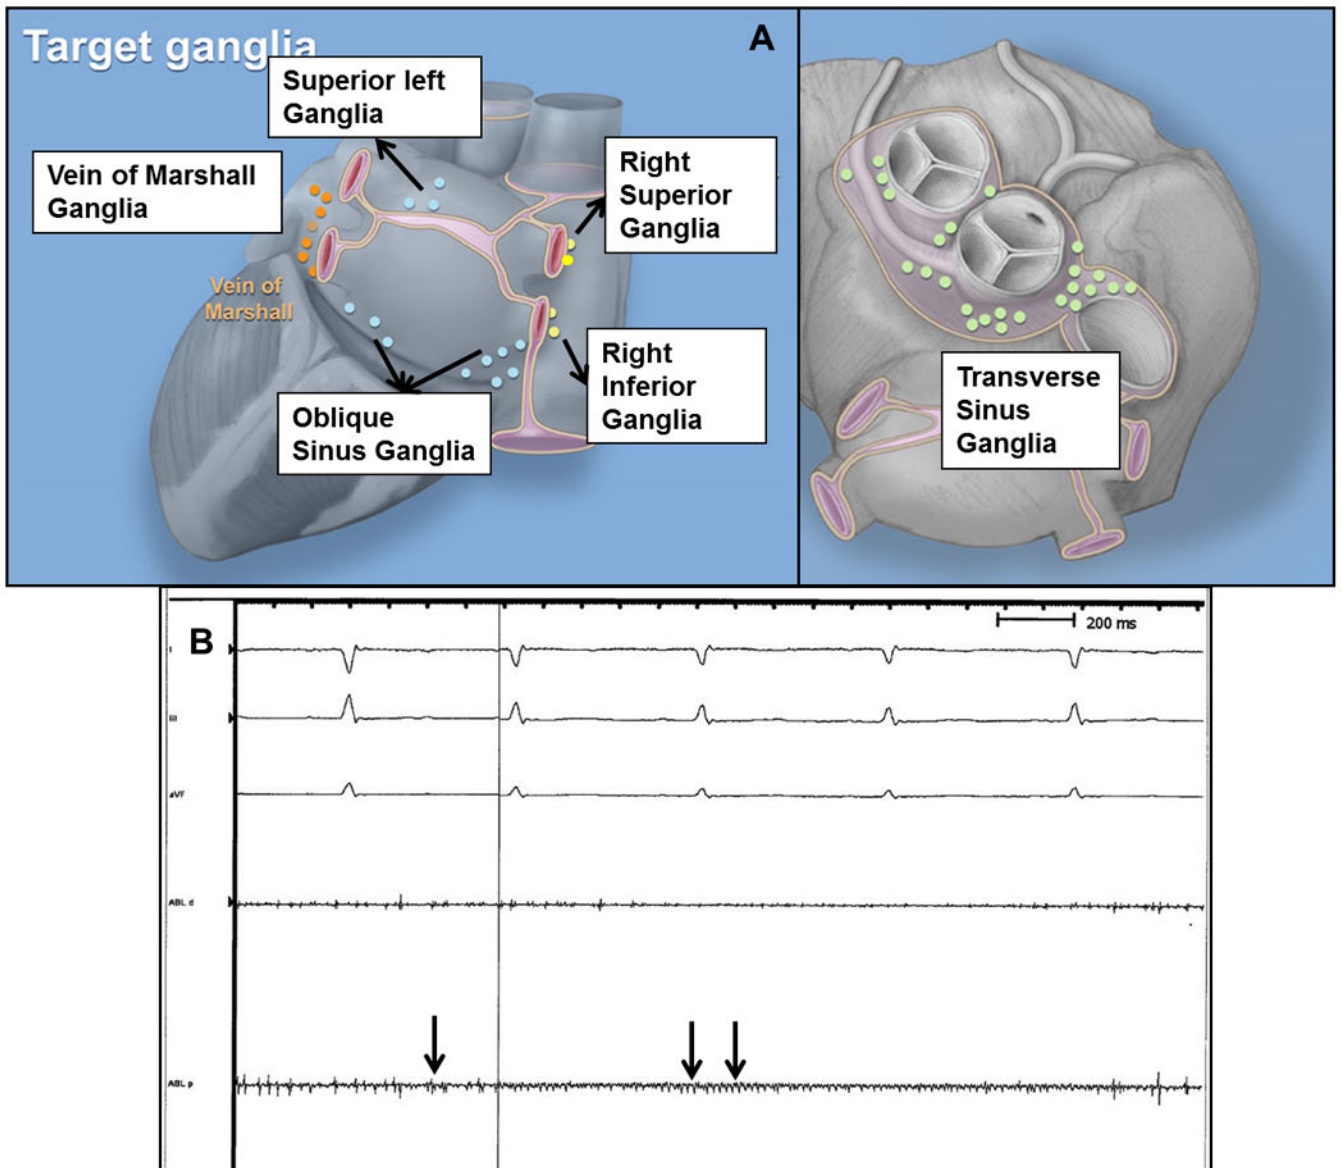 Target ganglia
A
Superior left
Ganglia
Vein of Marshall
Ganglia
Right
Superior
Ganglia
Vein of
Marshall
Right
Inferior
Ganglia
Oblique
Sinus Ganglia
Transverse
Sinus
Ganglia
B
200 ms
I
III
aVF
ABL d
ABL p